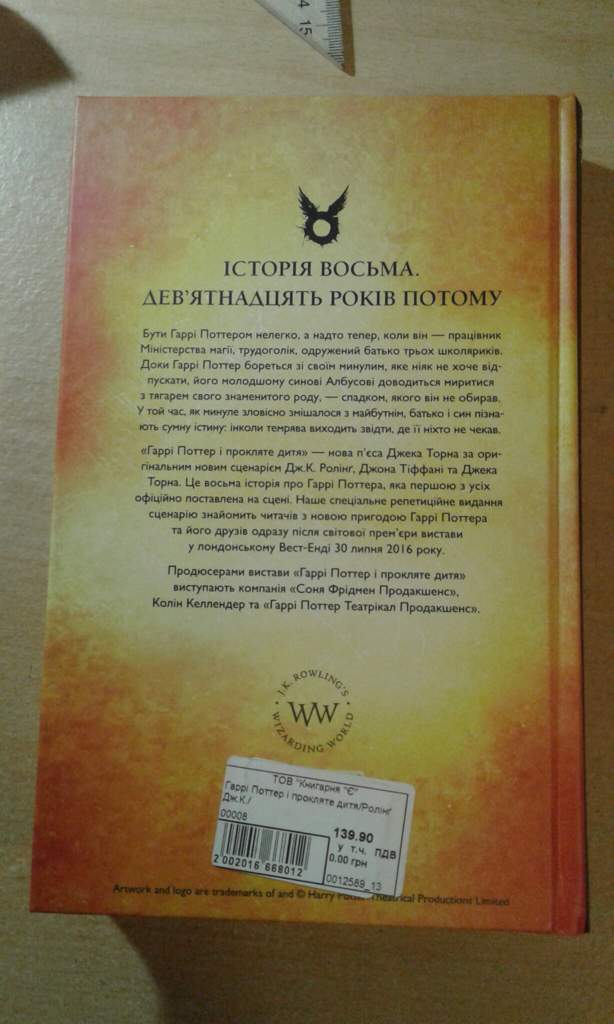 4 15
ІСТОРІЯ ВОСЬМА.
ДЕВ'ЯТНАДЦЯТЬ РОКІВ ПОТОМУ
Бути Гаррі Поттером нелегко, а надто тепер, коли він — працівник
Міністерства магії, трудоголік, одружений батько трьох школяриків.
Доки Гаррі Поттер бореться зі своїм минулим, яке ніяк не хоче від-
пускати, його молодшому синові Албусові доводиться миритися
з тягарем свого знаменитого роду, — спадком, якого він не обирав.
У той час, як минуле зловісно змішалося з майбутнім, батько і син пізна-
ють сумну істину: інколи темрява виходить звідти, де її ніхто не чекав.
«Гаррі Поттер і прокляте дитя» — нова п'єса Джека Торна за ори-
гінальним новим сценарієм Дж.К. Ролінґ, Джона Тіффані та Джека
Торна. Це восьма історія про Гаррі Поттера, яка першою з усіх
офіційно поставлена на сцені. Наше спеціальне репетиційне видання
сценарію знайомить читачів з новою пригодою Гаррі Поттера
та його друзів одразу після світової прем'єри вистави
у лондонському Вест-Енді 30 липня 2016 року.
Продюсерами вистави «Гаррі Поттер і прокляте дитя»
виступають компанія «Соня Фрідмен Продакшенс»,
Колін Келлендер та «Гаррі Поттер Театрікал Продакшенс».
J.K. ROWLING'S
WW
WIZARDING WORLD
ТОВ "Книгарня "Є"
Гаррі Поттер і прокляте дитя/Ролінґ
Дж.К./
00008
139.90
у т.ч. ПДВ
0.00 грн
2 002016 668012
0012589_13
Artwork and logo are trademarks of and © Harry Potter Theatrical Productions Limited